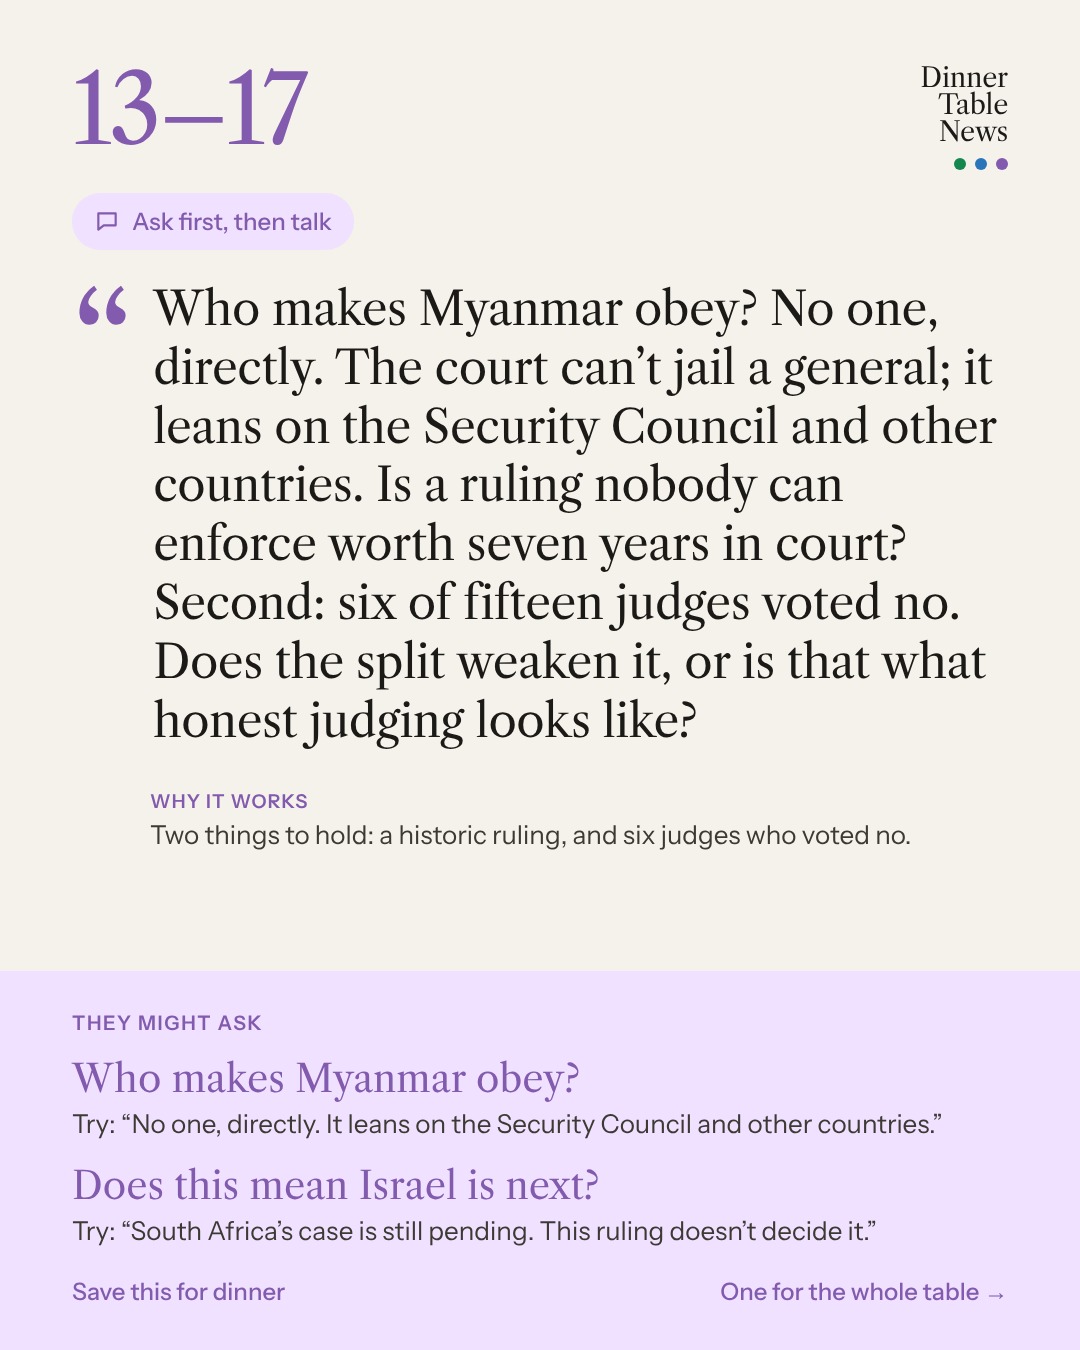 13–17
Dinner
Table
News
Ask first, then talk
“Who makes Myanmar obey? No one,
directly. The court can’t jail a general; it
leans on the Security Council and other
countries. Is a ruling nobody can
enforce worth seven years in court?
Second: six of fifteen judges voted no.
Does the split weaken it, or is that what
honest judging looks like?
WHY IT WORKS
Two things to hold: a historic ruling, and six judges who voted no.
THEY MIGHT ASK
Who makes Myanmar obey?
Try: “No one, directly. It leans on the Security Council and other countries.”
Does this mean Israel is next?
Try: “South Africa’s case is still pending. This ruling doesn’t decide it.”
Save this for dinner
One for the whole table →